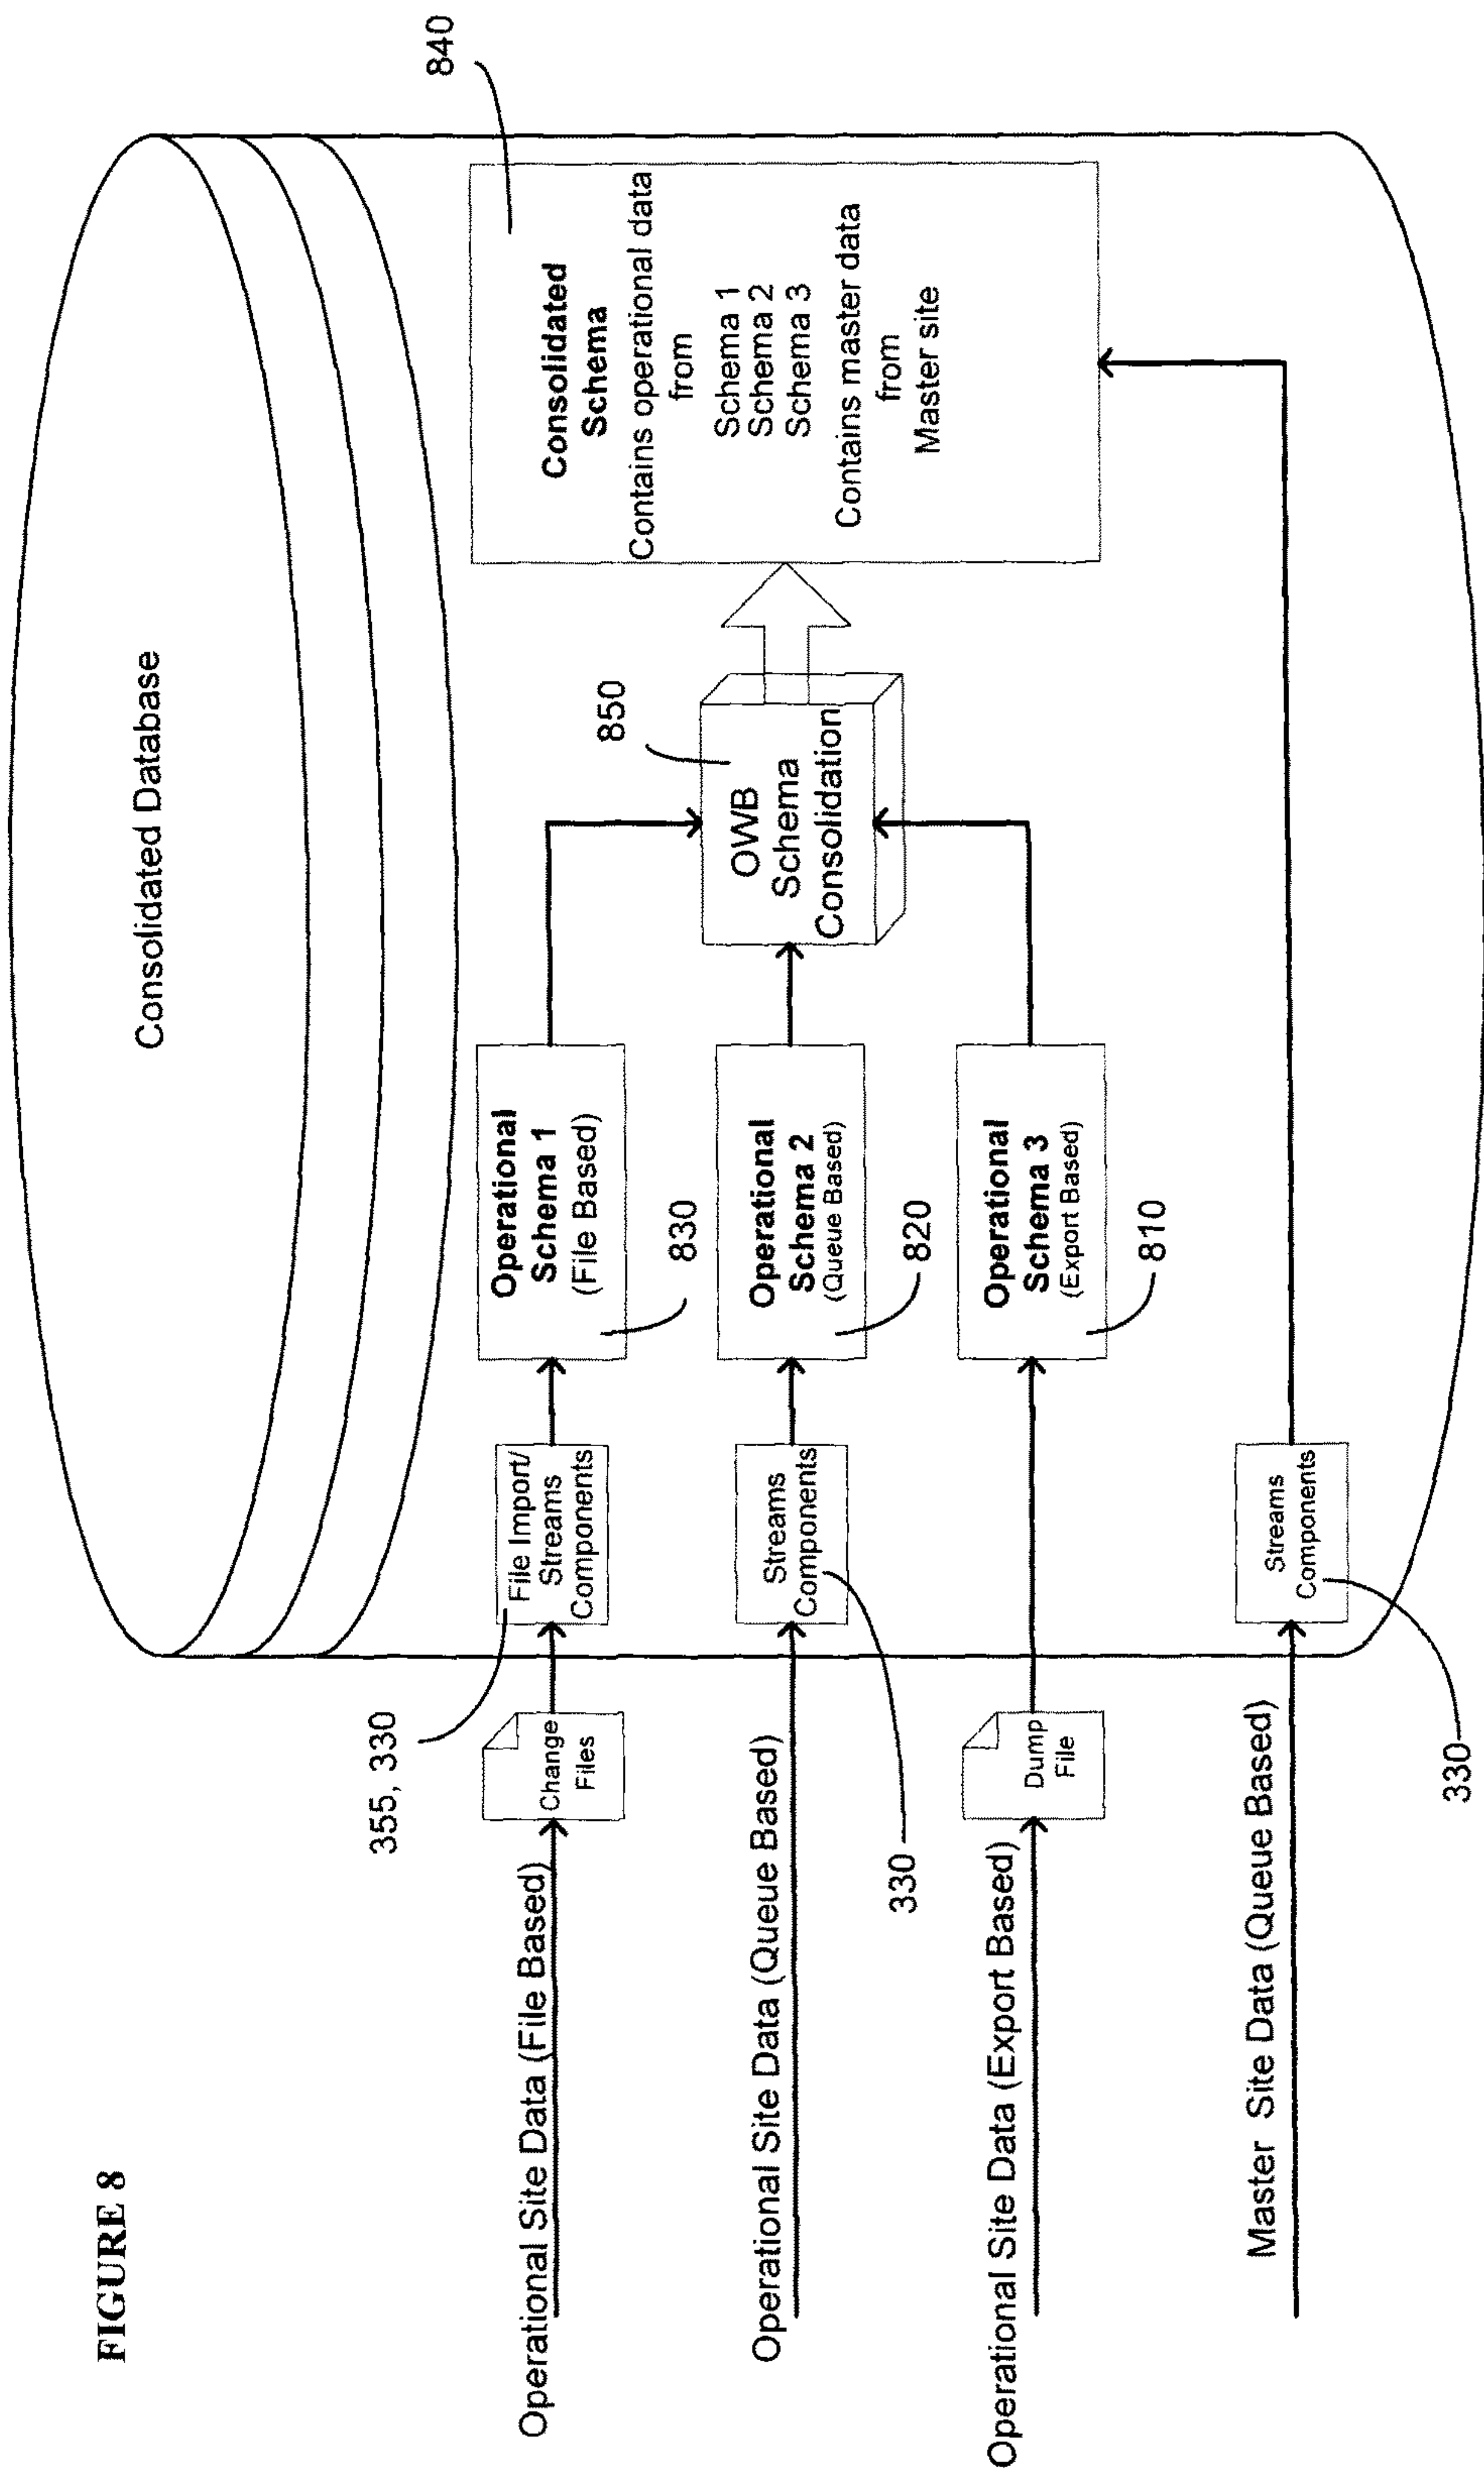 FIGURE 8
Consolidated Database
840
Consolidated
Schema
Contains operational data
from
Schema 1
Schema 2
Schema 3
Contains master data
from
Master site
850
OWB
Schema
Consolidation
Operational Site Data (File Based)
Change
Files
355, 330
File Import/
Streams
Components
Operational
Schema 1
(File Based)
830
Operational Site Data (Queue Based)
330
Streams
Components
Operational
Schema 2
(Queue Based)
820
Operational Site Data (Export Based)
Dump
File
Operational
Schema 3
(Export Based)
810
Master Site Data (Queue Based)
Streams
Components
330